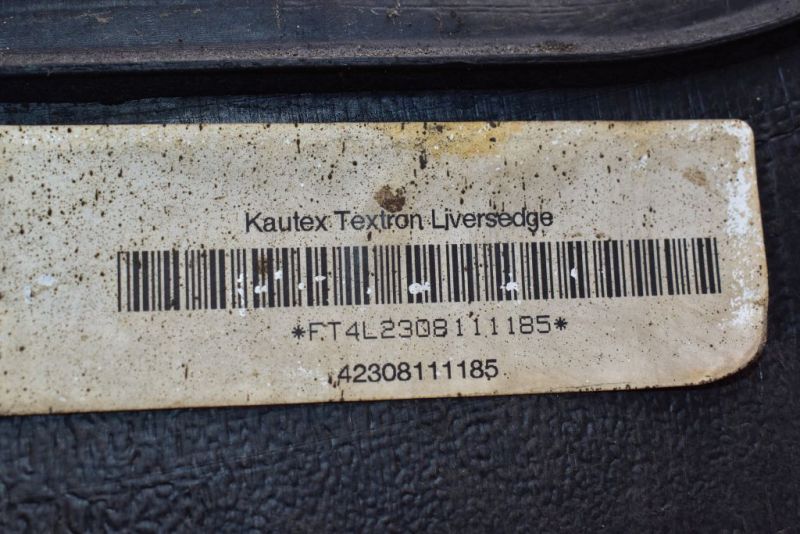 Kautex Textron Liversedge
*FT4L2308111185*
42308111185